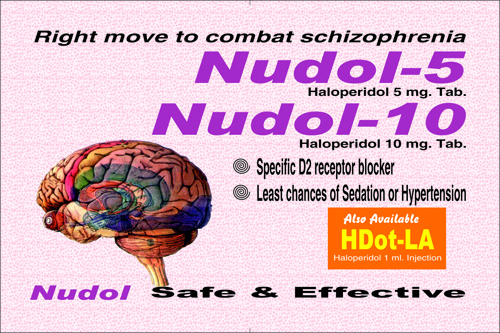 Right move to combat schizophrenia
Nudol-5
Haloperidol 5 mg. Tab.
Nudol-10
Haloperidol 10 mg. Tab.
Specific D2 receptor blocker
Least chances of Sedation or Hypertension
Also Available
HDot-LA
Haloperidol 1 ml. Injection
Nudol Safe & Effective